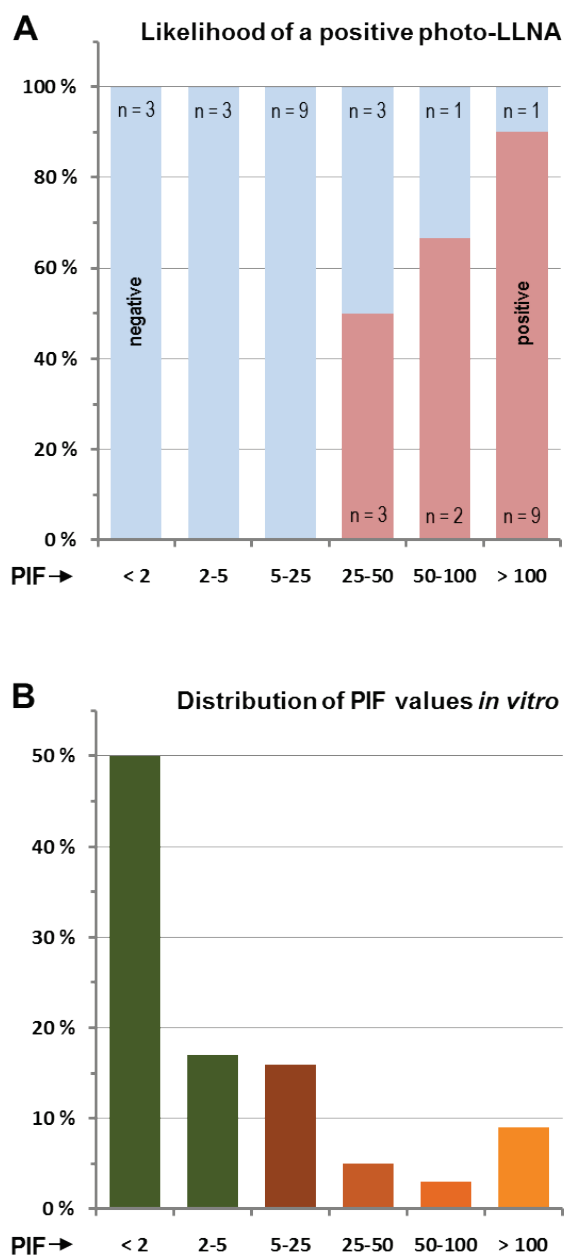 A Likelihood of a positive photo-LLNA
100 %
n = 3 n = 3 n = 9 n = 3 n = 1 n = 1
80 %
60 %
negative
positive
40 %
20 %
n = 3 n = 2 n = 9
0 %
PIF→ < 2 2-5 5-25 25-50 50-100 > 100
B Distribution of PIF values in vitro
50 %
40 %
30 %
20 %
10 %
0 %
PIF→ < 2 2-5 5-25 25-50 50-100 > 100